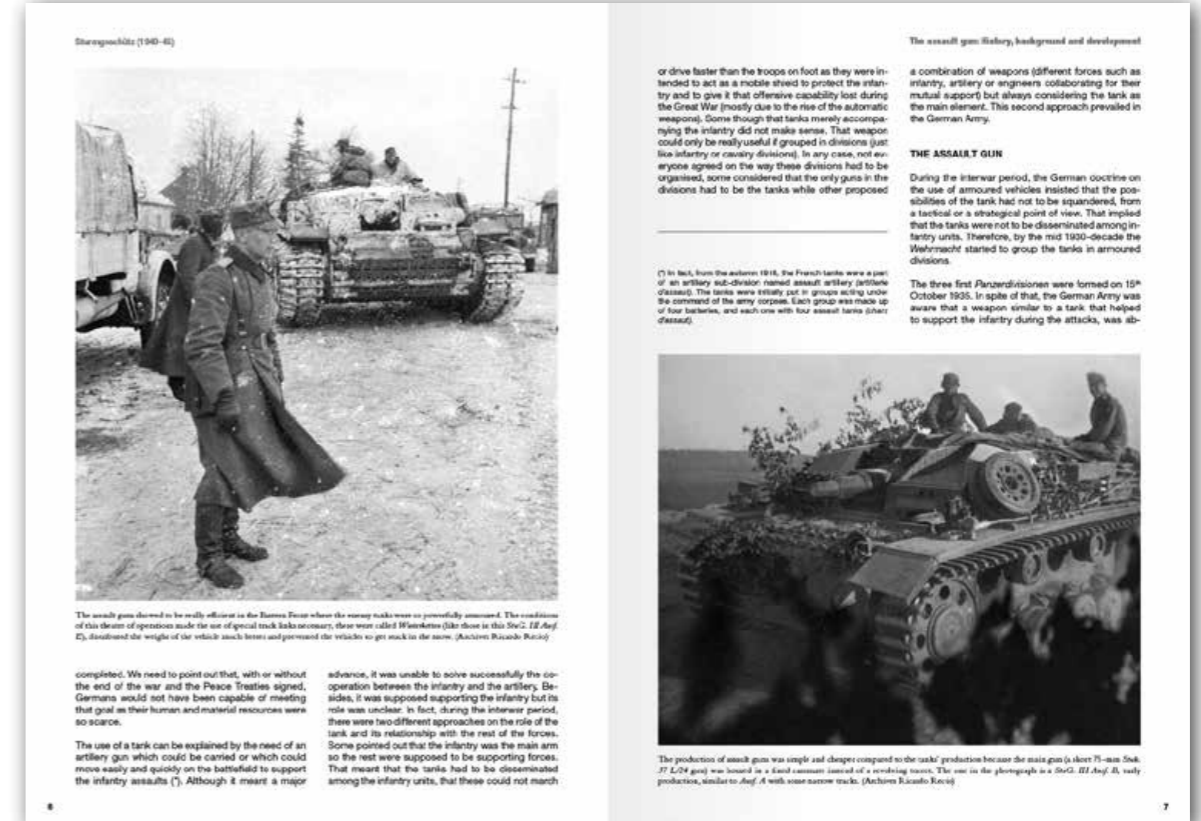 Sturmgeschütz (1940-45)
The assault guns showed to be really efficient in the Eastern Front where the enemy tanks were so powerfully armoured. The conditions
of this theater of operations made the use of special track links necessary, these were called Winterketten (like those in this StuG. III Ausf.
E), distributed the weight of the vehicle much better and prevented the vehicles to get stuck in the snow. (Archives Ricardo Recio)
completed. We need to point out that, with or without
the end of the war and the Peace Treaties signed,
Germans would not have been capable of meeting
that goal as their human and material resources were
so scarce.
The use of a tank can be explained by the need of an
artillery gun which could be carried or which could
move easily and quickly on the battlefield to support
the infantry assaults (*). Although it meant a major
advance, it was unable to solve successfully the co-
operation between the infantry and the artillery. Be-
sides, it was supposed supporting the infantry but its
role was unclear. In fact, during the interwar period,
there were two different approaches on the role of the
tank and its relationship with the rest of the forces.
Some pointed out that the infantry was the main arm
so the rest were supposed to be supporting forces.
That meant that the tanks had to be disseminated
among the infantry units, that these could not march
6
The assault gun: History, background and development
or drive faster than the troops on foot as they were in-
tended to act as a mobile shield to protect the infan-
try and to give it that offensive capability lost during
the Great War (mostly due to the rise of the automatic
weapons). Some though that tanks merely accompa-
nying the infantry did not make sense. That weapon
could only be really useful if grouped in divisions (just
like infantry or cavalry divisions). In any case, not ev-
eryone agreed on the way these divisions had to be
organised, some considered that the only guns in the
divisions had to be the tanks while other proposed
(*) In fact, from the autumn 1916, the French tanks were a part
of an artillery sub-division named assault artillery (artillerie
d'assaut). The tanks were initially put in groups acting under
the command of the army corpses. Each group was made up
of four batteries, and each one with four assault tanks (chars
d'assaut).
a combination of weapons (different forces such as
infantry, artillery or engineers collaborating for their
mutual support) but always considering the tank as
the main element. This second approach prevailed in
the German Army.
THE ASSAULT GUN
During the interwar period, the German doctrine on
the use of armoured vehicles insisted that the pos-
sibilities of the tank had not to be squandered, from
a tactical or a strategical point of view. That implied
that the tanks were not to be disseminated among in-
fantry units. Therefore, by the mid 1930-decade the
Wehrmacht started to group the tanks in armoured
divisions.
The three first Panzerdivisionen were formed on 15th
October 1935. In spite of that, the German Army was
aware that a weapon similar to a tank that helped
to support the infantry during the attacks, was ab-
The production of assault guns was simple and cheaper compared to the tanks' production because the main gun (a short 75-mm Stuk
37 L/24 gun) was housed in a fixed casemate instead of a revolving turret. The one in the photograph is a StuG. III Ausf. B, early
production, similar to Ausf. A with some narrow tracks. (Archives Ricardo Recio)
7